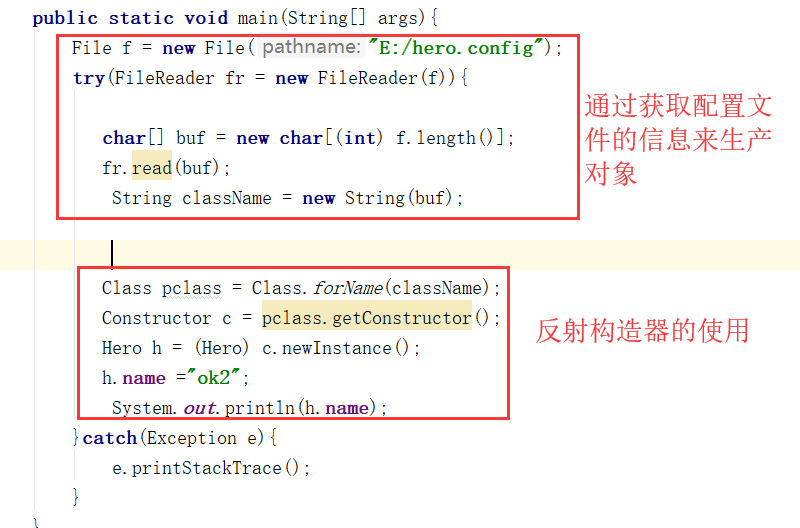 public static void main(String[] args){
File f = new File( pathname: "E:/hero.config");
try(FileReader fr = new FileReader(f)){
char[] buf = new char[(int) f.length()];
fr.read(buf);
String className = new String(buf);
通过获取配置文
件的信息来生产
对象
Class pclass = Class.forName(className);
Constructor c = pclass.getConstructor();
Hero h = (Hero) c.newInstance();
h.name ="ok2";
System.out.println(h.name);
反射构造器的使用
}catch(Exception e){
e.printStackTrace();
}
}